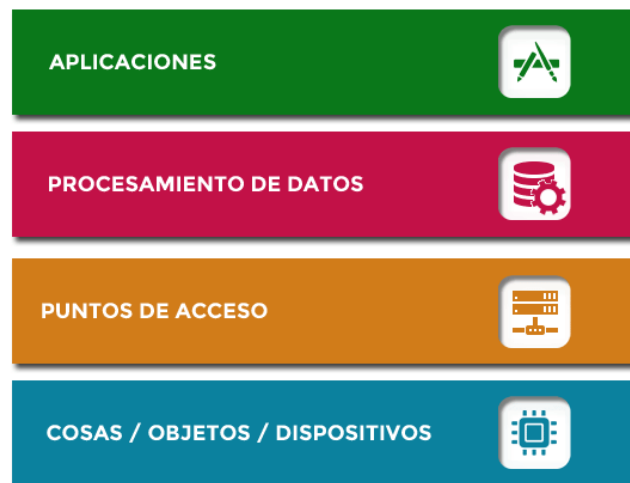 APLICACIONES
PROCESAMIENTO DE DATOS
PUNTOS DE ACCESO
COSAS / OBJETOS / DISPOSITIVOS